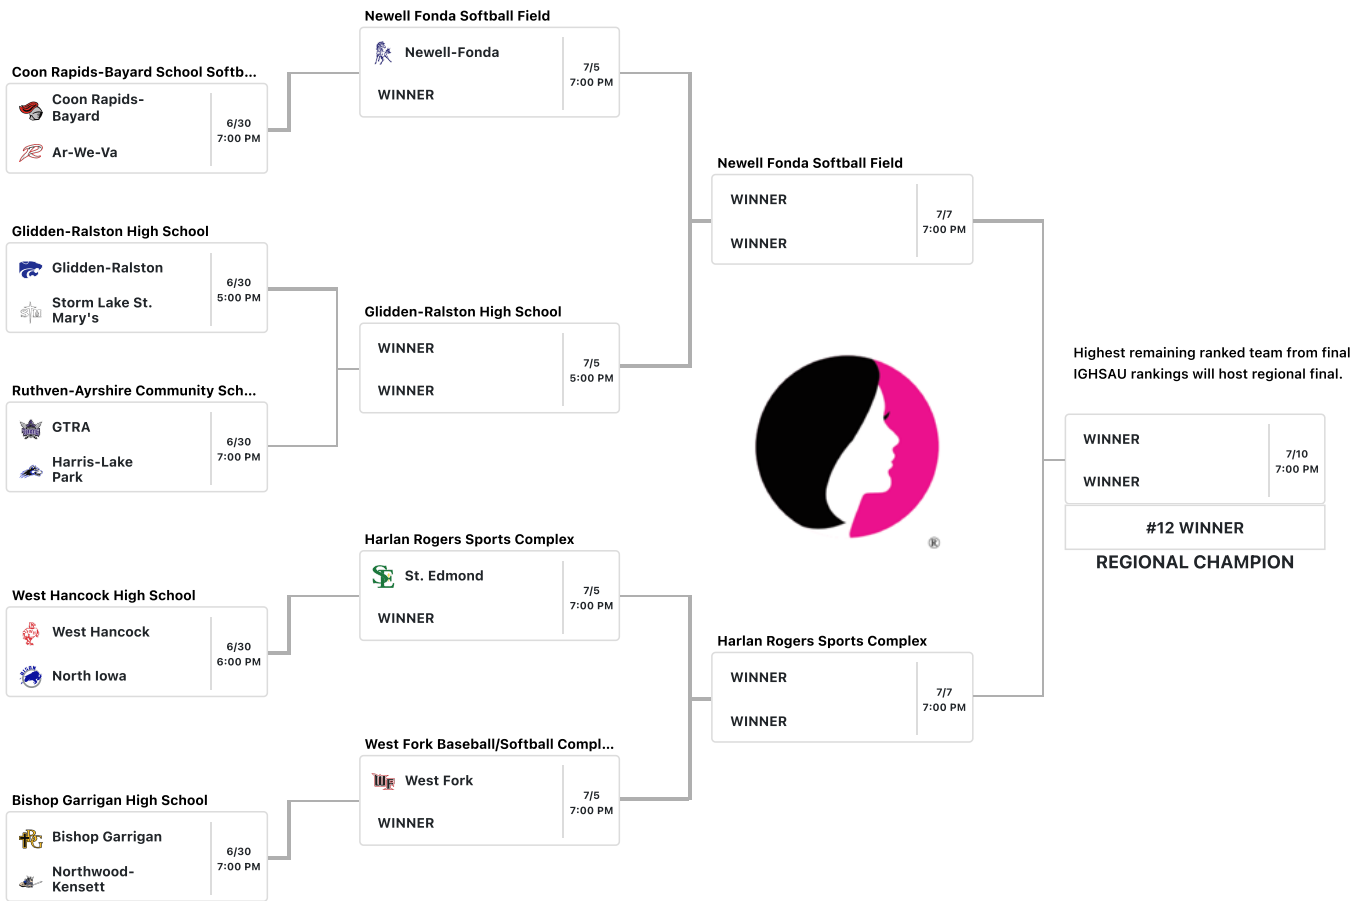 Newell Fonda Softball Field
Newell-Fonda
WINNER
7/5
7:00 PM
Coon Rapids-Bayard School Softb...
Coon Rapids-
Bayard
Ar-We-Va
6/30
7:00 PM
Newell Fonda Softball Field
WINNER
WINNER
7/7
7:00 PM
Glidden-Ralston High School
Glidden-Ralston
Storm Lake St.
Mary's
6/30
5:00 PM
Glidden-Ralston High School
WINNER
WINNER
7/5
5:00 PM
Ruthven-Ayrshire Community Sch...
GTRA
Harris-Lake
Park
6/30
7:00 PM
Highest remaining ranked team from final
IGHSAU rankings will host regional final.
WINNER
WINNER
7/10
7:00 PM
#12 WINNER
REGIONAL CHAMPION
®
Harlan Rogers Sports Complex
SE
St. Edmond
WINNER
7/5
7:00 PM
West Hancock High School
West Hancock
North Iowa
6/30
6:00 PM
Harlan Rogers Sports Complex
WINNER
WINNER
7/7
7:00 PM
West Fork Baseball/Softball Compl...
WF
West Fork
WINNER
7/5
7:00 PM
Bishop Garrigan High School
BG
Bishop Garrigan
Northwood-
Kensett
6/30
7:00 PM